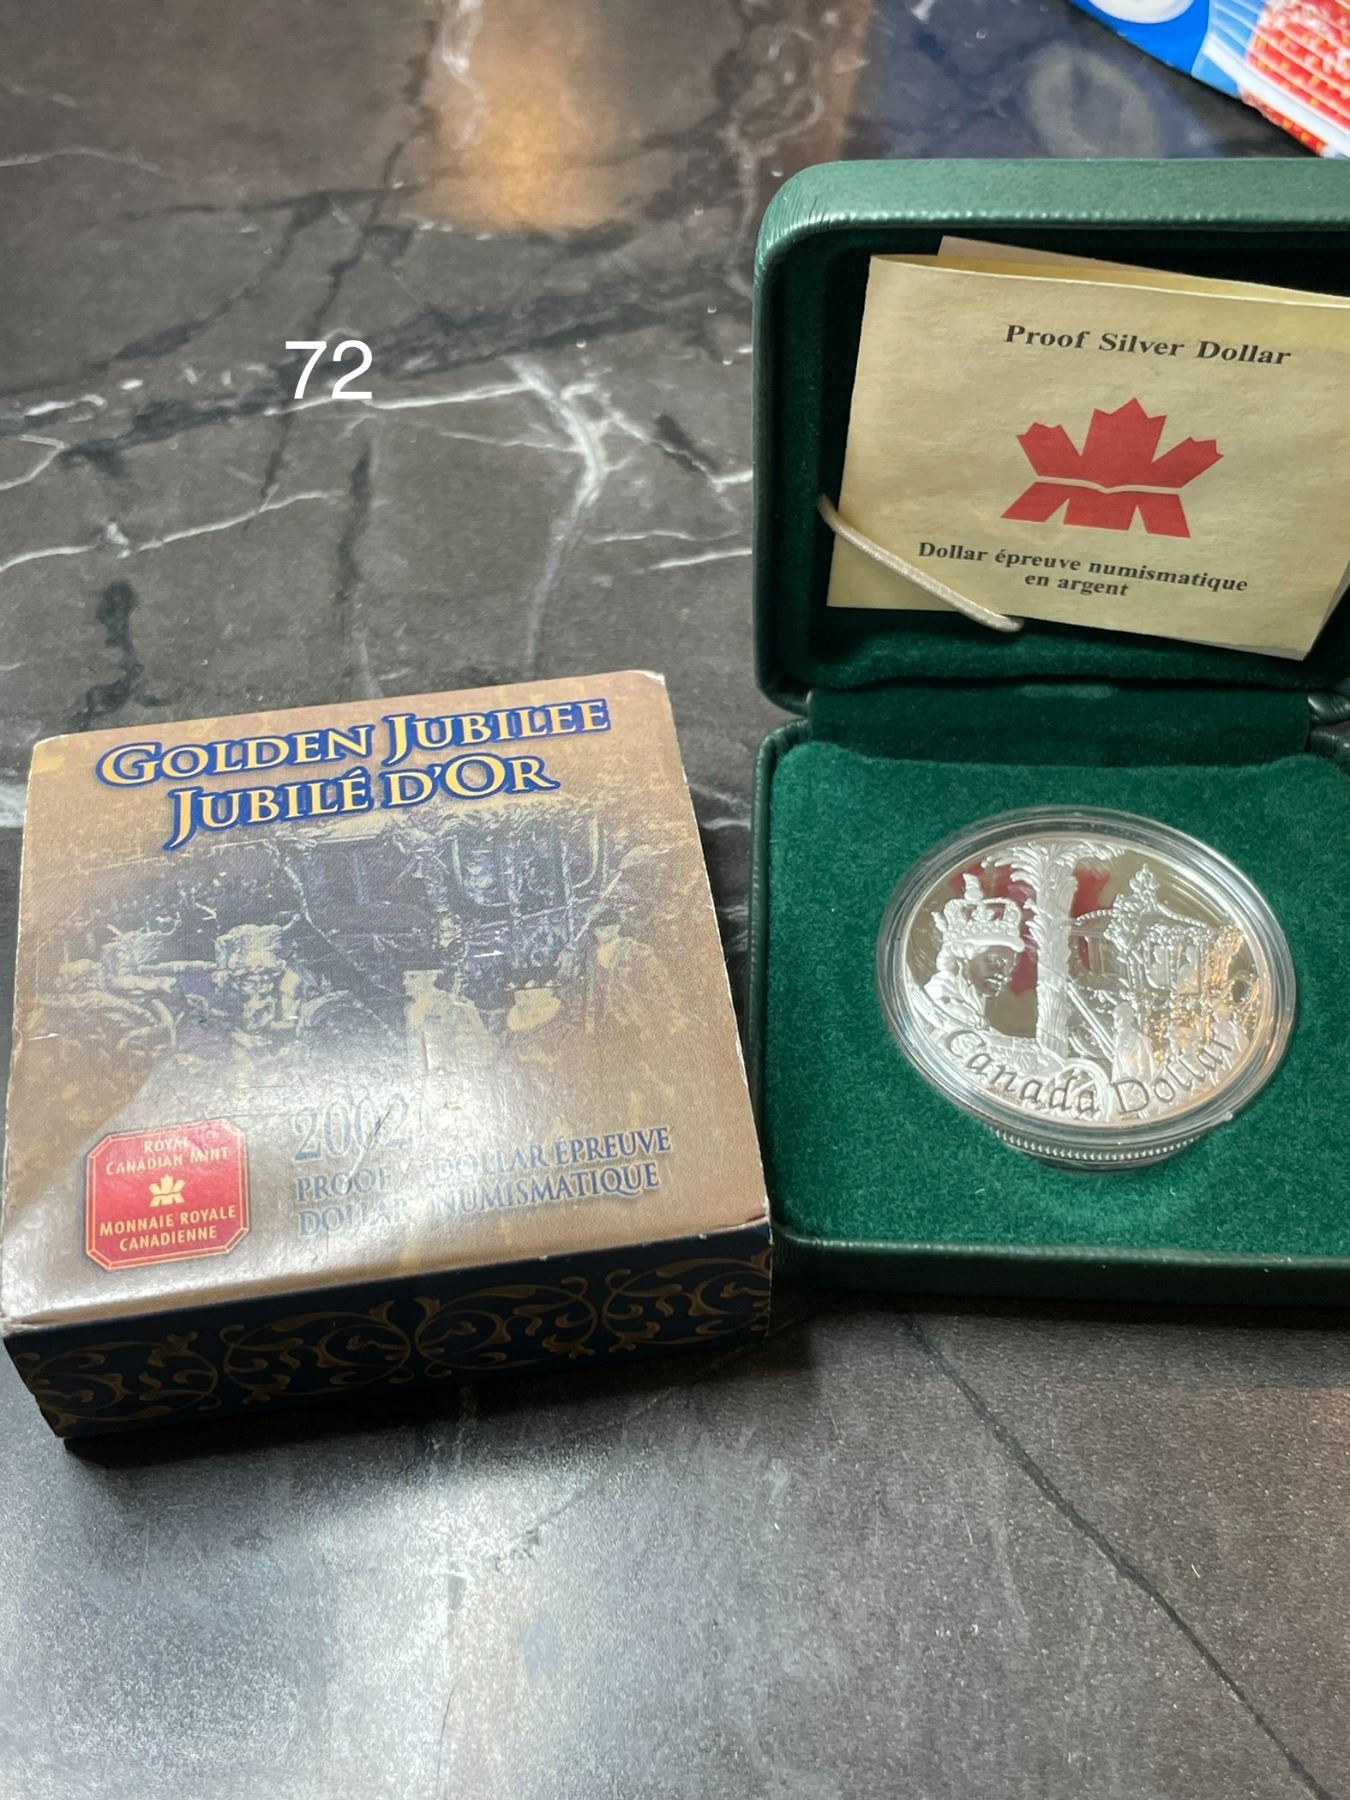 72
Proof Silver Dollar
Dollar épreuve numismatique
en argent
GOLDEN JUBILEE
JUBILÉ D'OR
2002
PROOF DOLLAR ÉPREUVE
DOLLAR NUMISMATIQUE
ROYAL
CANADIAN MINT
MONNAIE ROYALE
CANADIENNE
Canada Dollar